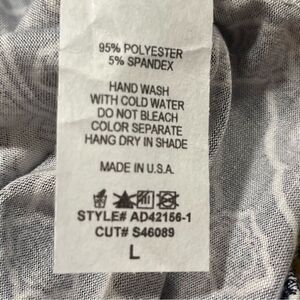 95% POLYESTER
5% SPANDEX
HAND WASH
WITH COLD WATER
DO NOT BLEACH
COLOR SEPARATE
HANG DRY IN SHADE
MADE IN U.S.A.
STYLE# AD42156-1
CUT# S46089
L